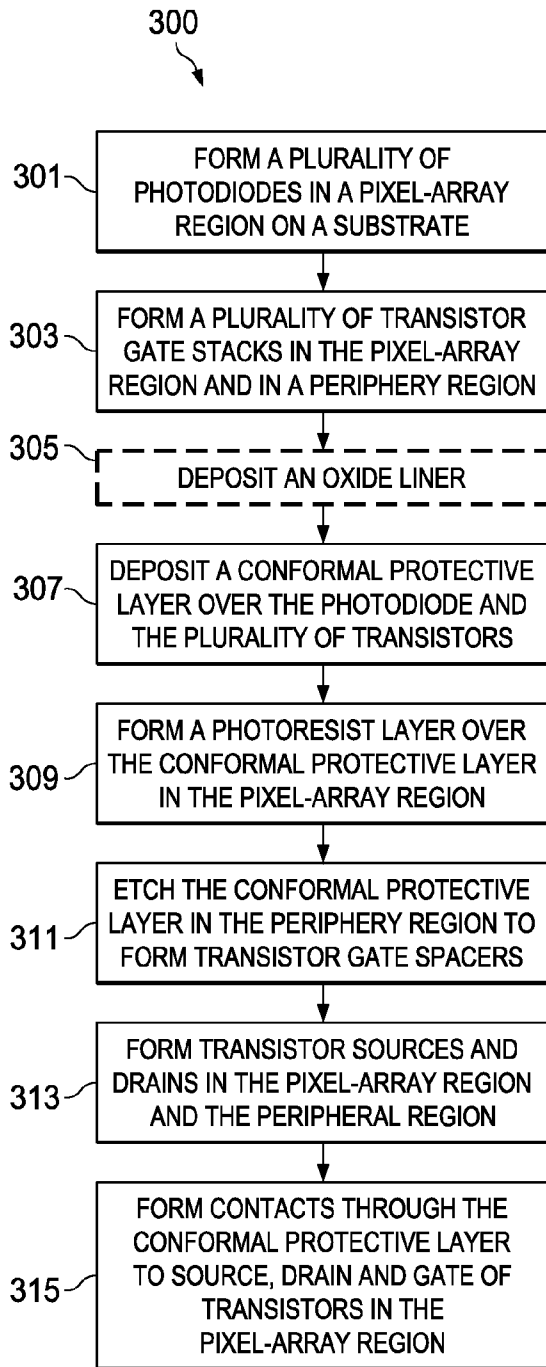 300
301
FORM A PLURALITY OF
PHOTODIODES IN A PIXEL-ARRAY
REGION ON A SUBSTRATE
303
FORM A PLURALITY OF TRANSISTOR
GATE STACKS IN THE PIXEL-ARRAY
REGION AND IN A PERIPHERY REGION
305
DEPOSIT AN OXIDE LINER
307
DEPOSIT A CONFORMAL PROTECTIVE
LAYER OVER THE PHOTODIODE AND
THE PLURALITY OF TRANSISTORS
309
FORM A PHOTORESIST LAYER OVER
THE CONFORMAL PROTECTIVE LAYER
IN THE PIXEL-ARRAY REGION
311
ETCH THE CONFORMAL PROTECTIVE
LAYER IN THE PERIPHERY REGION TO
FORM TRANSISTOR GATE SPACERS
313
FORM TRANSISTOR SOURCES AND
DRAINS IN THE PIXEL-ARRAY REGION
AND THE PERIPHERAL REGION
315
FORM CONTACTS THROUGH THE
CONFORMAL PROTECTIVE LAYER
TO SOURCE, DRAIN AND GATE OF
TRANSISTORS IN THE
PIXEL-ARRAY REGION